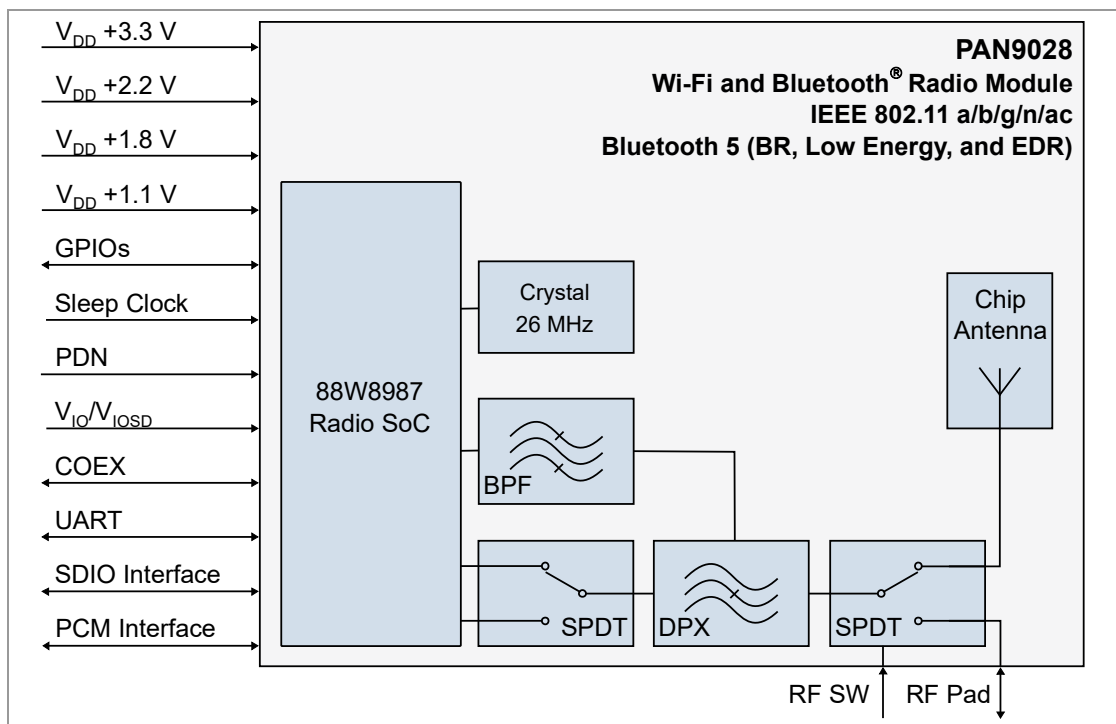 V_DD +3.3 V
V_DD +2.2 V
V_DD +1.8 V
V_DD +1.1 V
GPIOs
Sleep Clock
PDN
V_IO/V_IOSD
COEX
UART
SDIO Interface
PCM Interface
PAN9028
Wi-Fi and Bluetooth® Radio Module
IEEE 802.11 a/b/g/n/ac
Bluetooth 5 (BR, Low Energy, and EDR)
88W8987
Radio SoC
Crystal
26 MHz
BPF
SPDT
DPX
SPDT
Chip
Antenna
RF SW
RF Pad